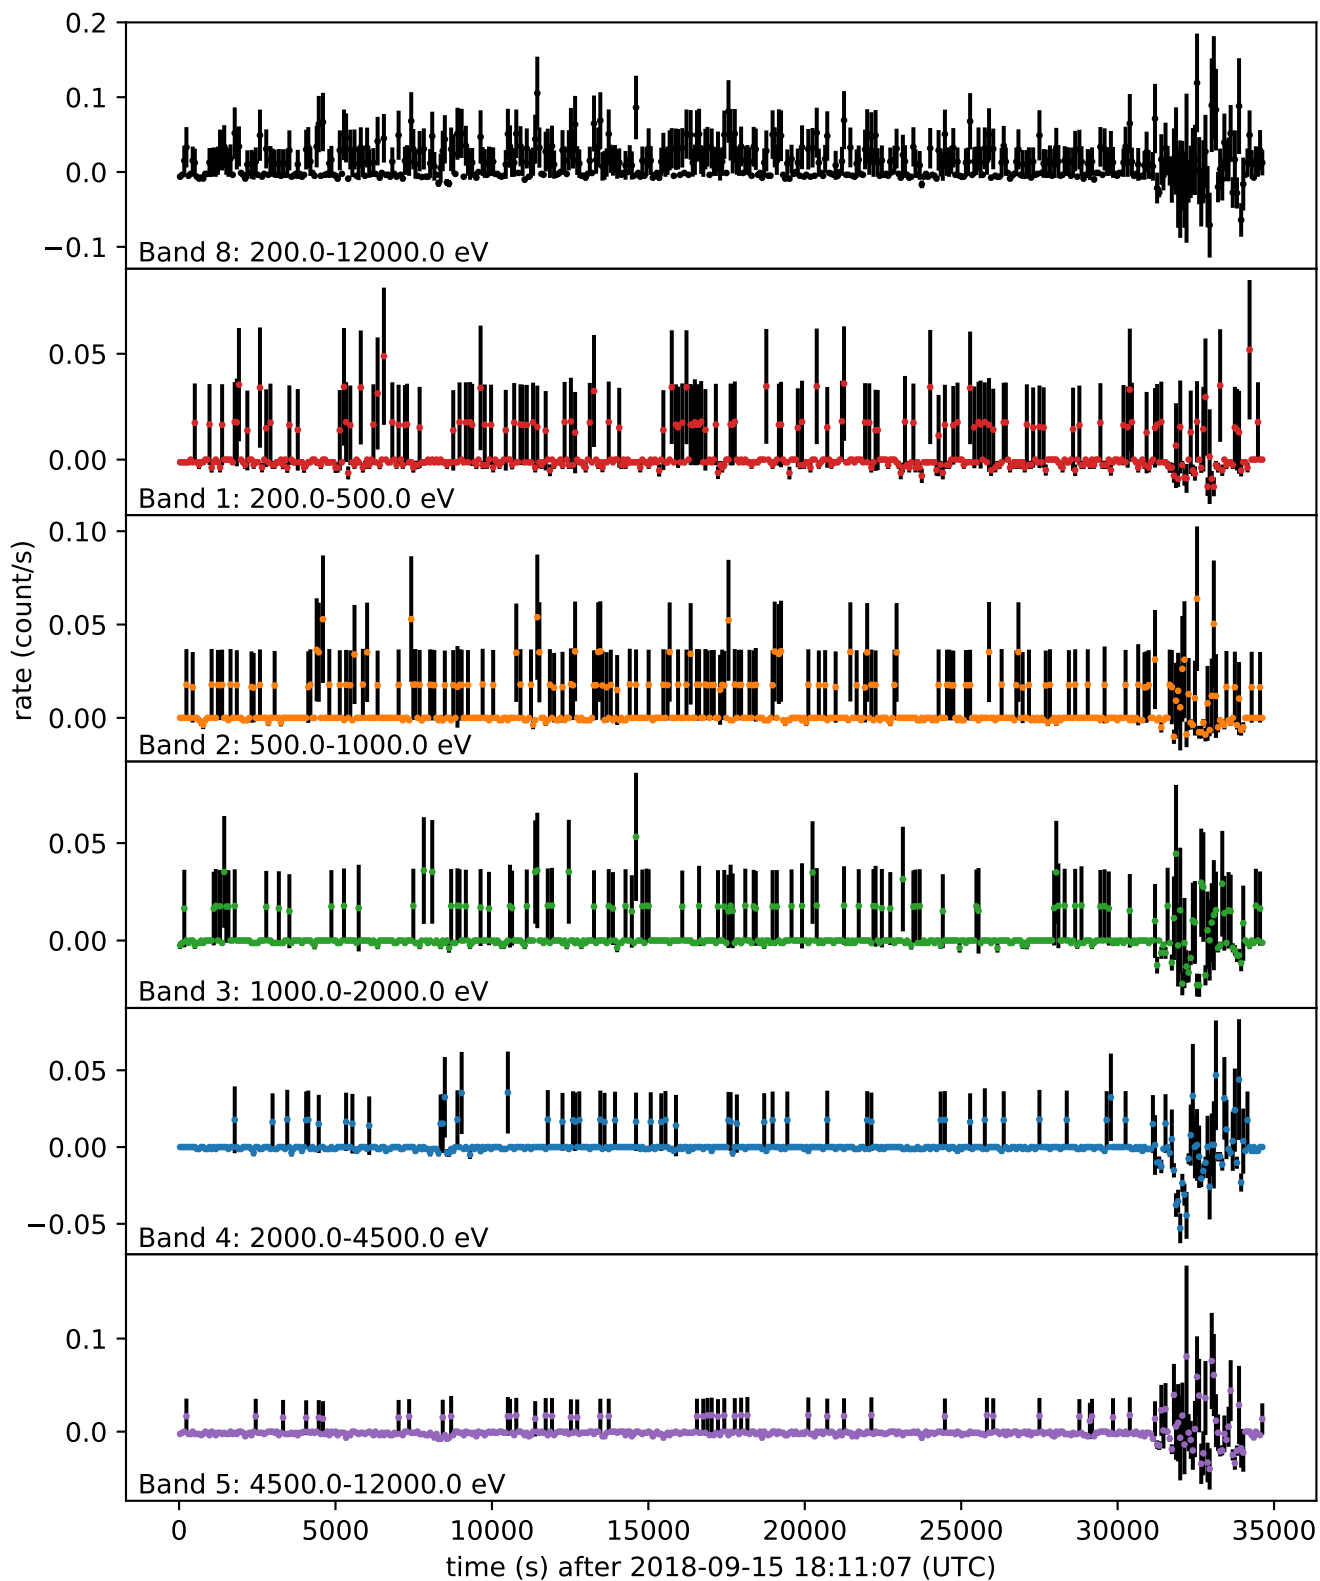 0.2
0.1
0.0
−0.1
Band 8: 200.0-12000.0 eV
0.05
0.00
Band 1: 200.0-500.0 eV
0.10
0.05
0.00
Band 2: 500.0-1000.0 eV
rate (count/s)
0.05
0.00
Band 3: 1000.0-2000.0 eV
0.05
0.00
−0.05
Band 4: 2000.0-4500.0 eV
0.1
0.0
Band 5: 4500.0-12000.0 eV
0 5000 10000 15000 20000 25000 30000 35000
time (s) after 2018-09-15 18:11:07 (UTC)